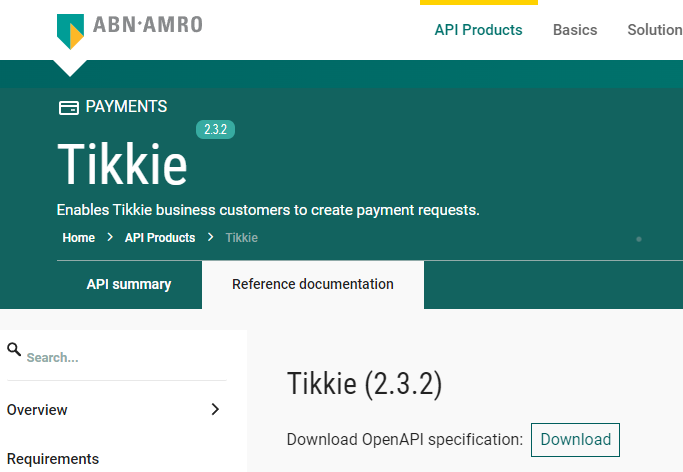 ABN·AMRO
API Products Basics Solution
PAYMENTS
2.3.2
Tikkie
Enables Tikkie business customers to create payment requests.
Home > API Products > Tikkie
API summary Reference documentation
Search...
Overview
Requirements
Tikkie (2.3.2)
Download OpenAPI specification: Download